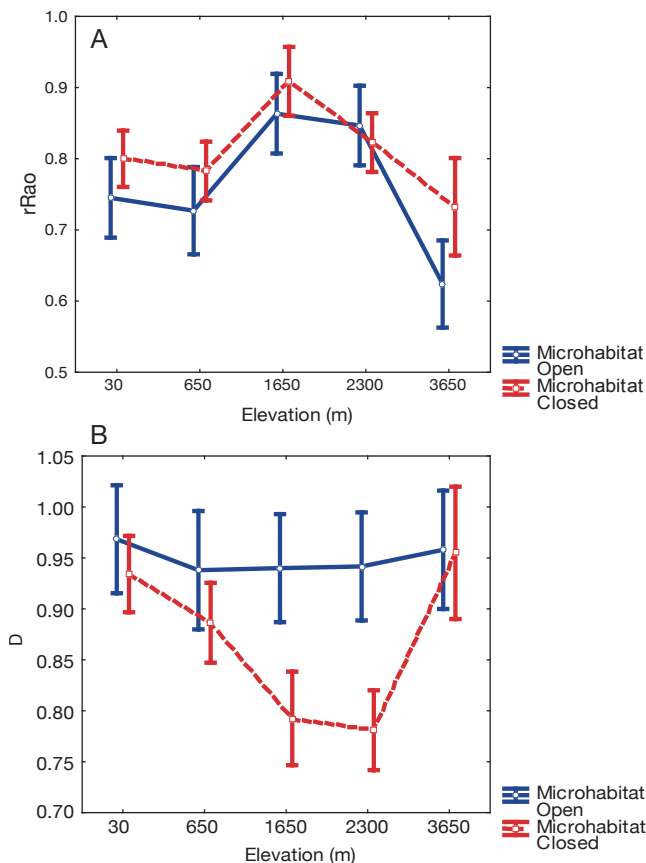 A
1.0
0.9
0.8
0.7
0.6
0.5
rRao
30 650 1650 2300 3650
Elevation (m)
Microhabitat
Open
Microhabitat
Closed
B
1.05
1.00
0.95
0.90
0.85
0.80
0.75
0.70
D
30 650 1650 2300 3650
Elevation (m)
Microhabitat
Open
Microhabitat
Closed